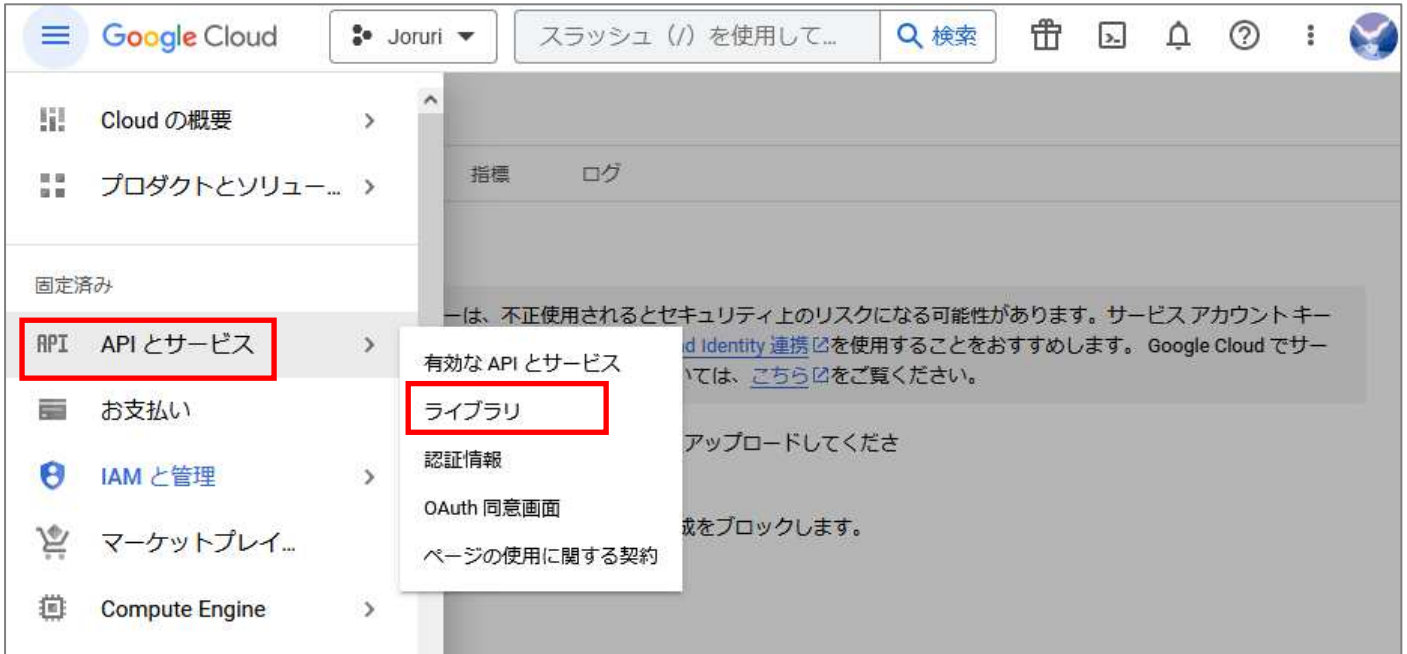 Google Cloud
Joruri
スラッシュ（/）を使用して...
検索
Cloud の概要
プロダクトとソリュー...
指標
ログ
固定済み
API API とサービス
お支払い
IAM と管理
マーケットプレイ...
Compute Engine
有効な API とサービス
ライブラリ
認証情報
OAuth 同意画面
ページの使用に関する契約
ーは、不正使用されるとセキュリティ上のリスクになる可能性があります。サービス アカウント キー
d Identity 連携を使用することをおすすめします。 Google Cloud でサー
いては、こちらをご覧ください。
アップロードしてくださ
成をブロックします。